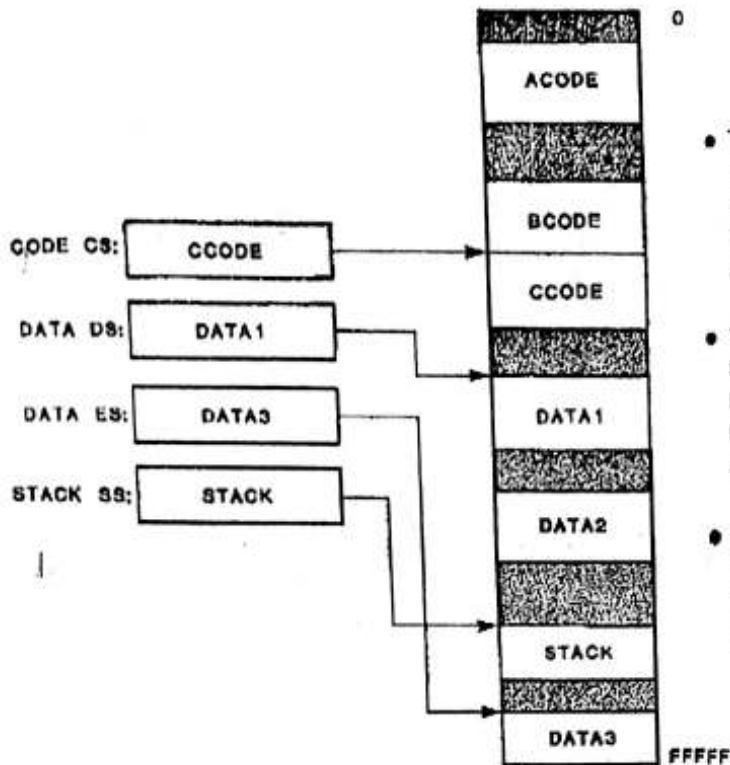 0
ACODE
BCODE
CODE CS: CCODE
CCODE
DATA DS: DATA1
DATA ES: DATA3
DATA1
STACK SS: STACK
DATA2
STACK
DATA3
FFFFF